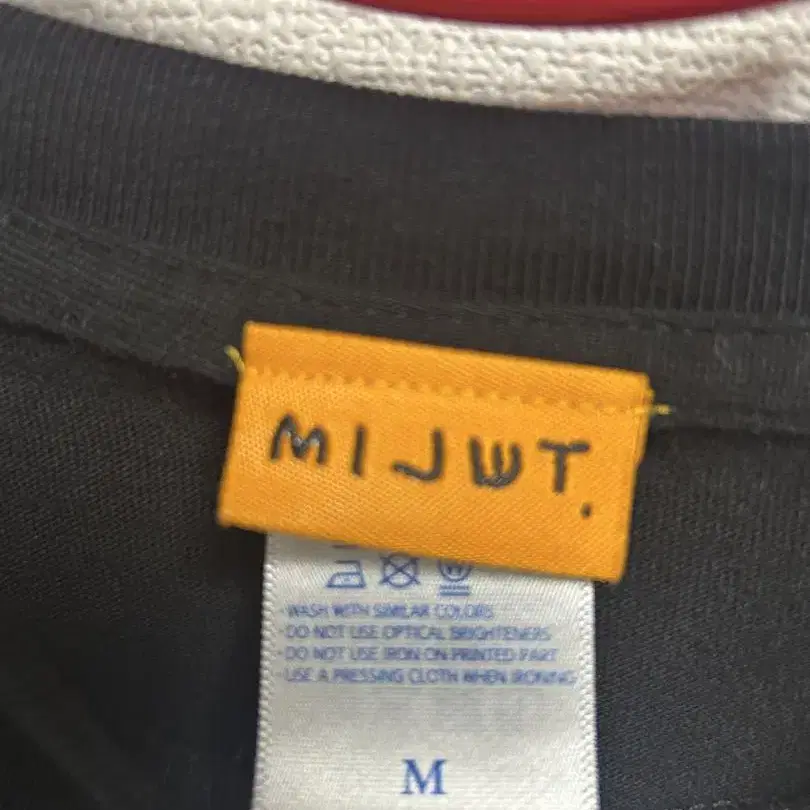 MIJWT.
-WASH WITH SIMILAR COLORS
-DO NOT USE OPTICAL BRIGHTENERS
-DO NOT USE IRON ON PRINTED PART
-USE A PRESSING CLOTH WHEN IRONING
M